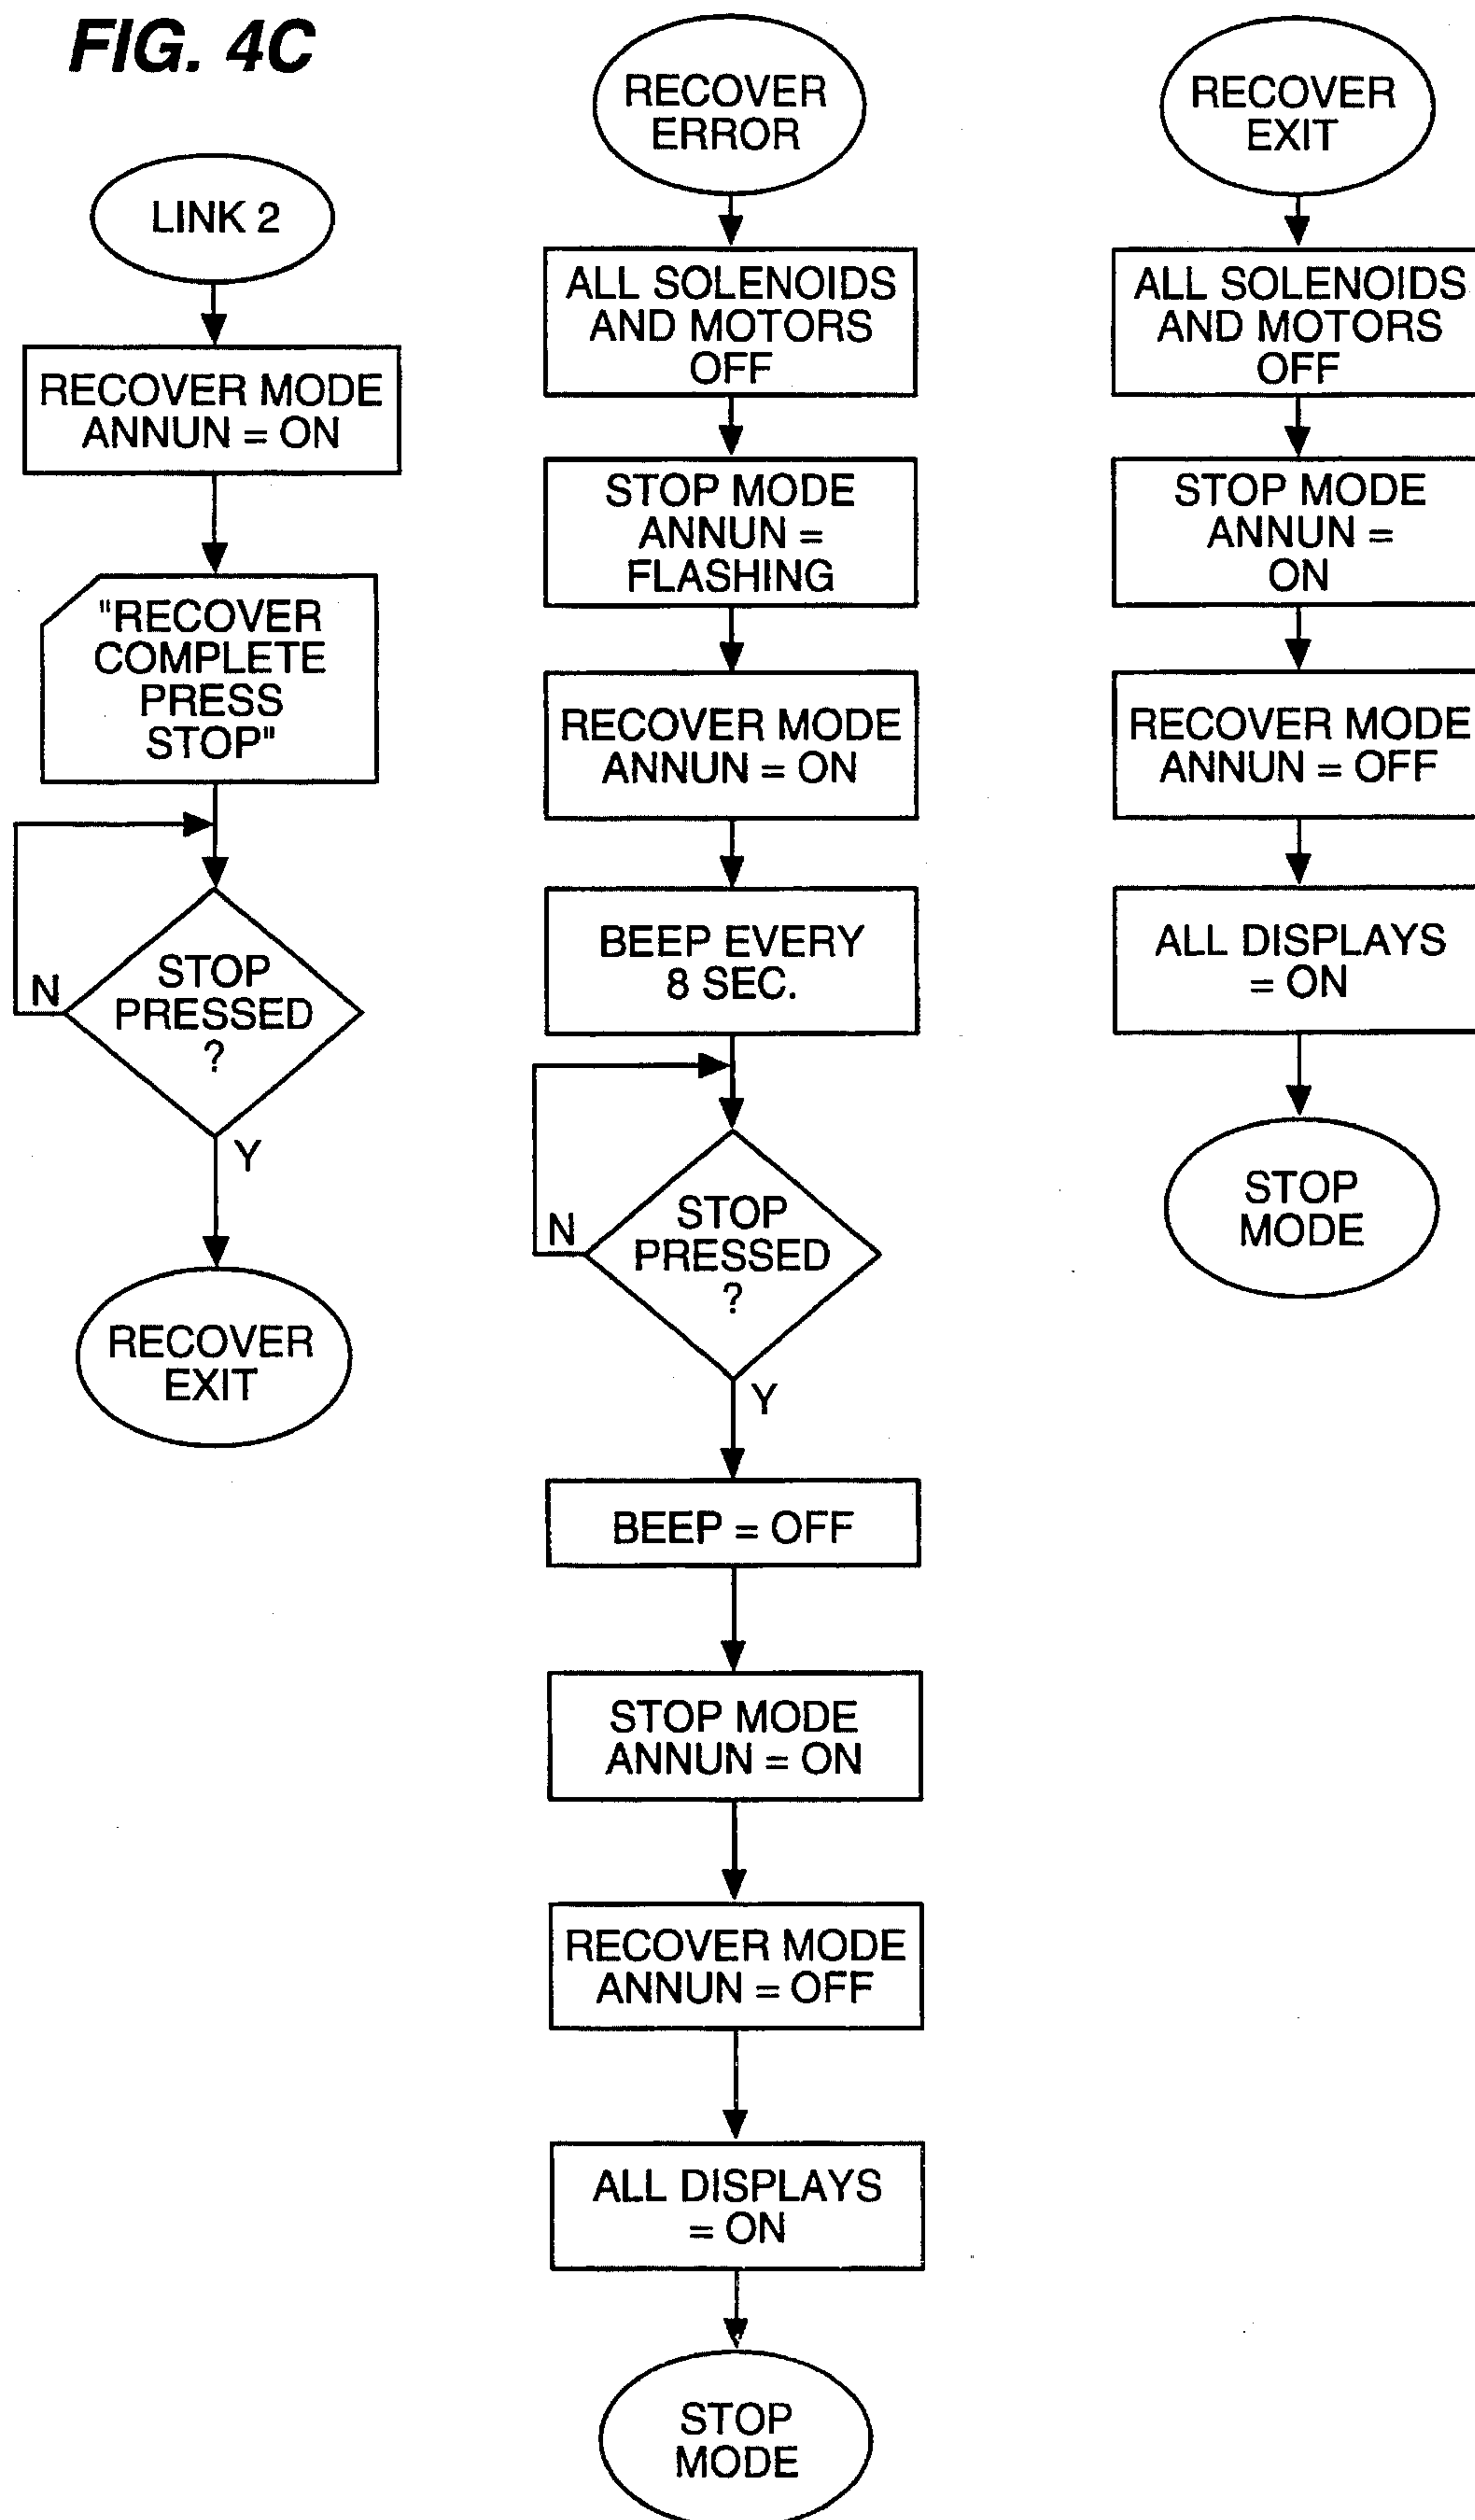 FIG. 4C
LINK 2
RECOVER MODE
ANNUN = ON
"RECOVER
COMPLETE
PRESS
STOP"
STOP
PRESSED
?
N
Y
RECOVER
EXIT
RECOVER
ERROR
ALL SOLENOIDS
AND MOTORS
OFF
STOP MODE
ANNUN =
FLASHING
RECOVER MODE
ANNUN = ON
BEEP EVERY
8 SEC.
STOP
PRESSED
?
N
Y
BEEP = OFF
STOP MODE
ANNUN = ON
RECOVER MODE
ANNUN = OFF
ALL DISPLAYS
= ON
STOP
MODE
RECOVER
EXIT
ALL SOLENOIDS
AND MOTORS
OFF
STOP MODE
ANNUN =
ON
RECOVER MODE
ANNUN = OFF
ALL DISPLAYS
= ON
STOP
MODE